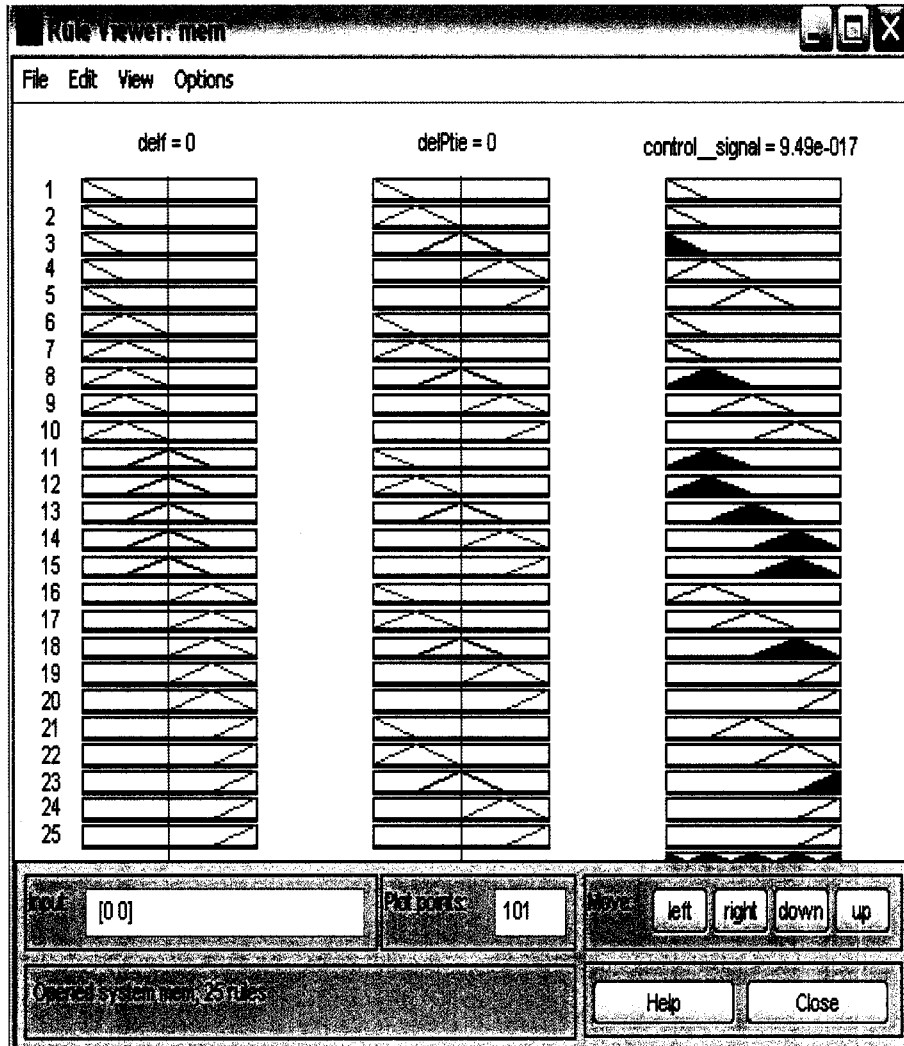 Rule Viewer: mem
File Edit View Options
delf = 0
delPtie = 0
control__signal = 9.49e-017
1
2
3
4
5
6
7
8
9
10
11
12
13
14
15
16
17
18
19
20
21
22
23
24
25
Input: [0 0]
Plot points: 101
Move: left right down up
Opened system mem, 25 rules
Help Close